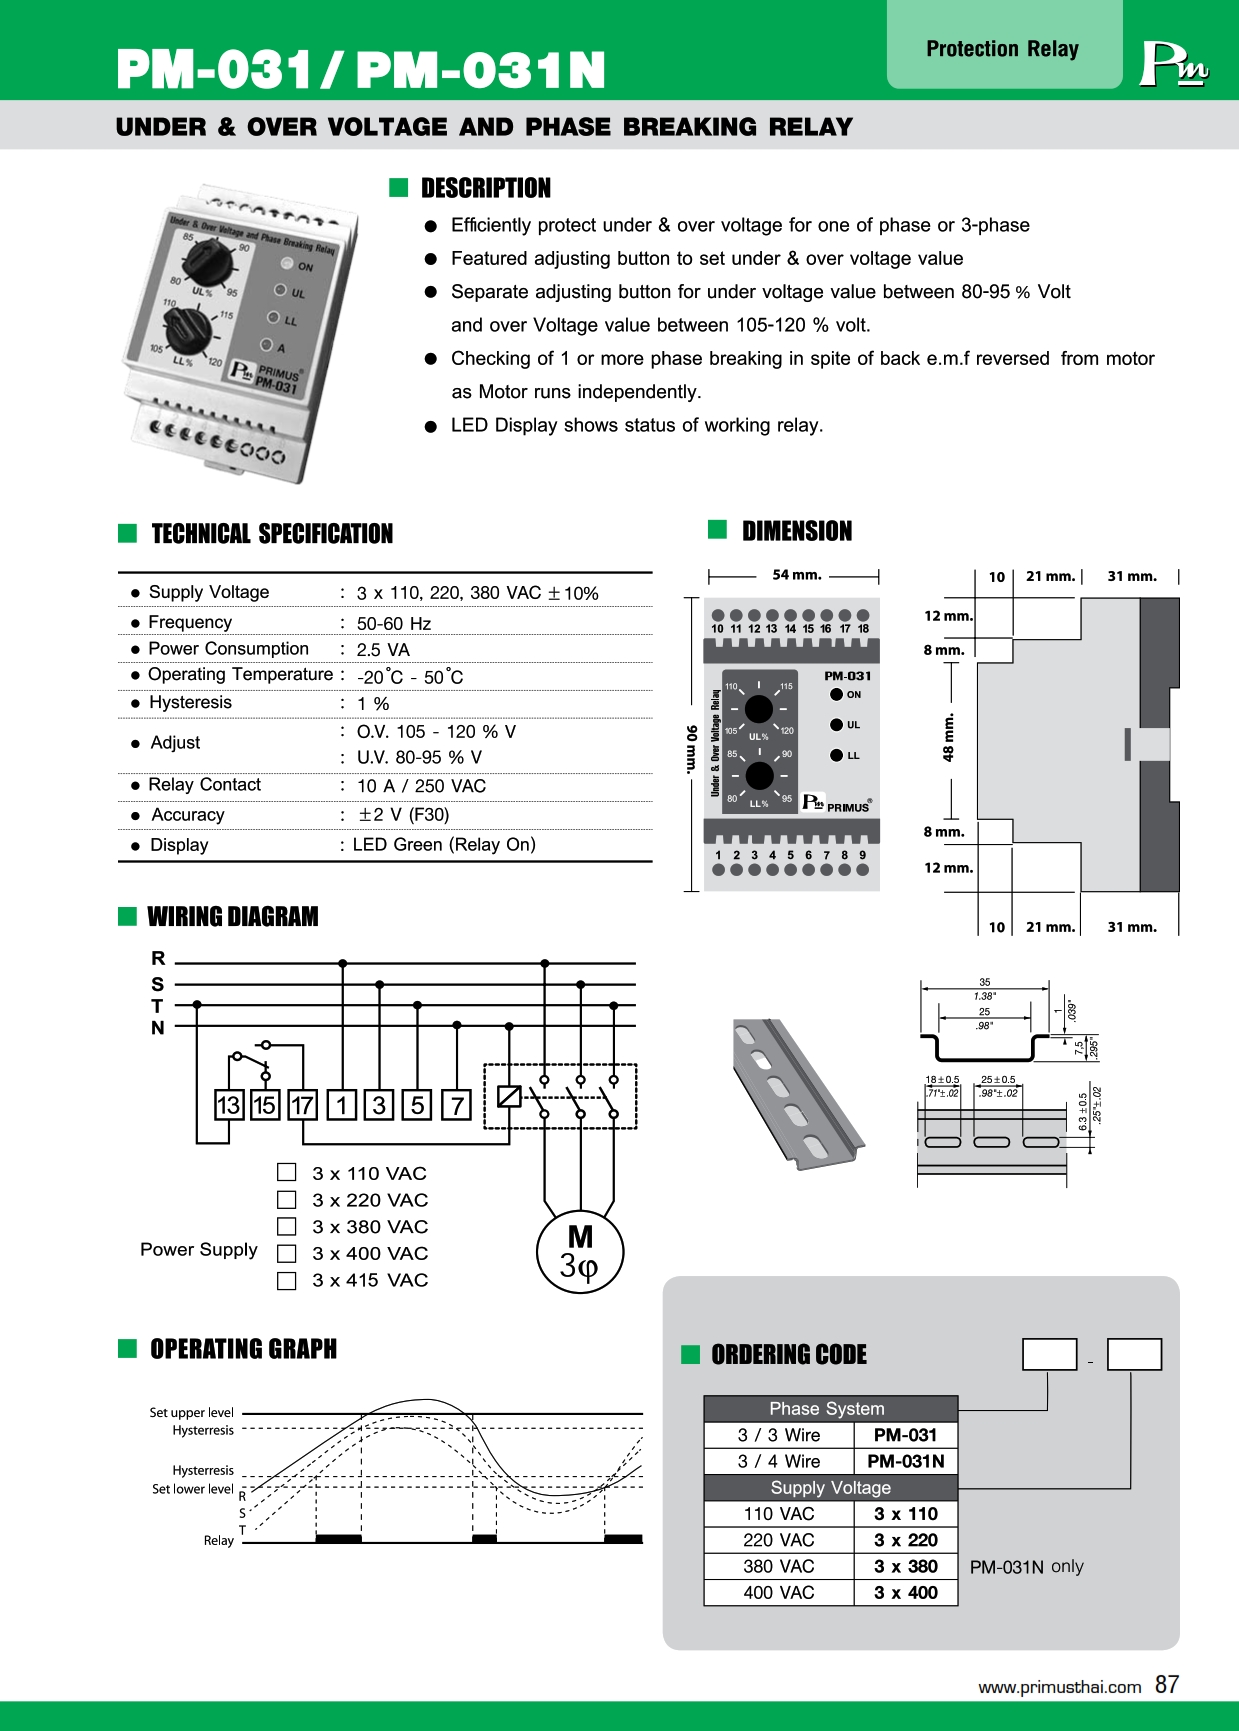 PM-031/ PM-031N
Protection Relay
Pm
UNDER & OVER VOLTAGE AND PHASE BREAKING RELAY
DESCRIPTION
● Efficiently protect under & over voltage for one of phase or 3-phase
● Featured adjusting button to set under & over voltage value
● Separate adjusting button for under voltage value between 80-95 % Volt
and over Voltage value between 105-120 % volt.
● Checking of 1 or more phase breaking in spite of back e.m.f reversed from motor
as Motor runs independently.
● LED Display shows status of working relay.
Under & Over Voltage and Phase Breaking Relay
85 90
80 UL% 95
110 115
105 LL% 120
ON
UL
LL
A
Pm PRIMUS®
PM-031
TECHNICAL SPECIFICATION
● Supply Voltage : 3 x 110, 220, 380 VAC ±10%
● Frequency : 50-60 Hz
● Power Consumption : 2.5 VA
● Operating Temperature : -20°C - 50°C
● Hysteresis : 1 %
● Adjust : O.V. 105 - 120 % V
: U.V. 80-95 % V
● Relay Contact : 10 A / 250 VAC
● Accuracy : ±2 V (F30)
● Display : LED Green (Relay On)
DIMENSION
54 mm.
90 mm.
10 11 12 13 14 15 16 17 18
Under & Over Voltage Relay
110 115
105 UL% 120
85 90
80 LL% 95
PM-031
ON
UL
LL
Pm PRIMUS®
1 2 3 4 5 6 7 8 9
10 21 mm. 31 mm.
12 mm.
8 mm.
48 mm.
8 mm.
12 mm.
10 21 mm. 31 mm.
35
1.38"
25
.98"
1
.039"
7,5
.295"
18±0.5 25±0.5
.71"±.02 .98"±.02
6.3 ±0.5
.25"±.02
WIRING DIAGRAM
R
S
T
N
13 15 17 1 3 5 7
M
3φ
Power Supply
3 x 110 VAC
3 x 220 VAC
3 x 380 VAC
3 x 400 VAC
3 x 415 VAC
OPERATING GRAPH
Set upper level
Hysterresis
Hysterresis
Set lower level
R
S
T
Relay
ORDERING CODE
-
Phase System
3 / 3 Wire PM-031
3 / 4 Wire PM-031N
Supply Voltage
110 VAC 3 x 110
220 VAC 3 x 220
380 VAC 3 x 380 PM-031N only
400 VAC 3 x 400
www.primusthai.com 87